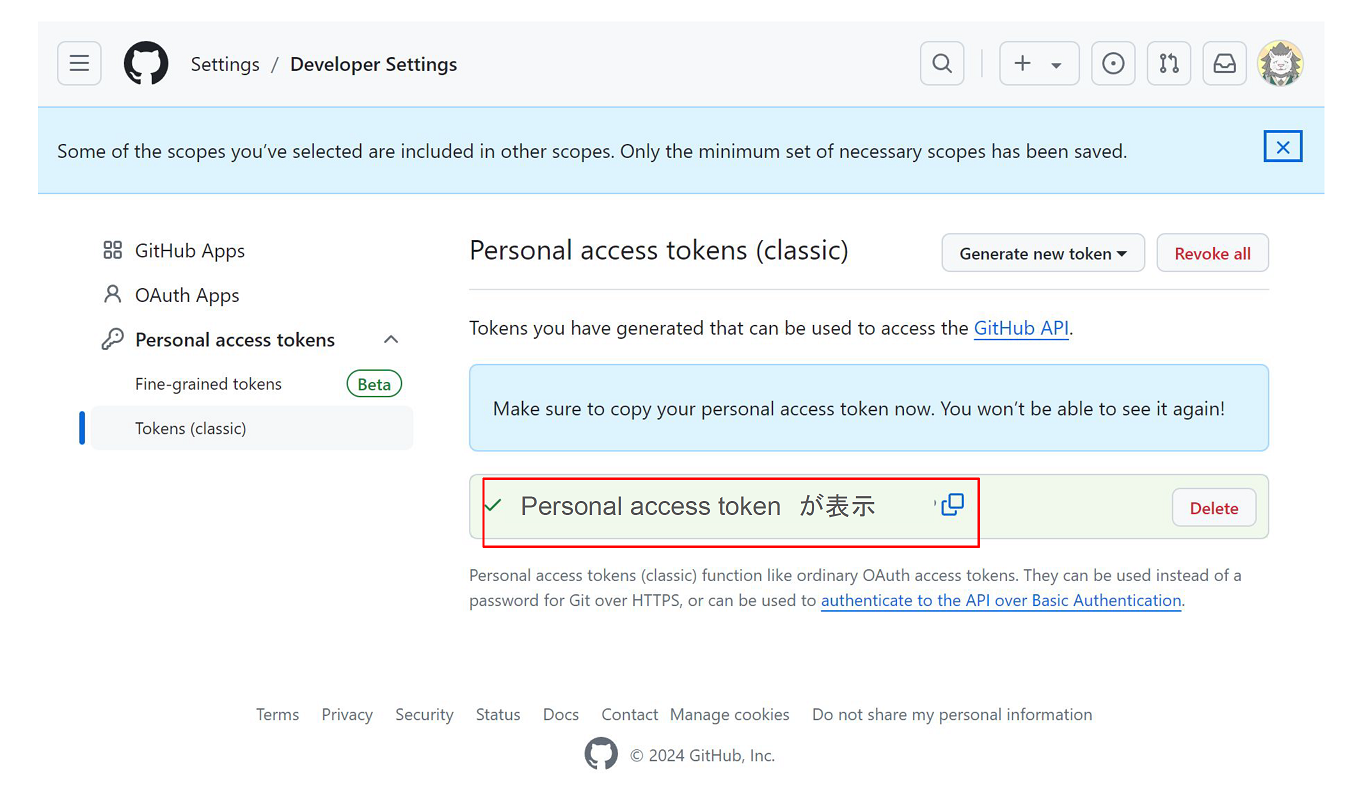 Settings / Developer Settings
Some of the scopes you’ve selected are included in other scopes. Only the minimum set of necessary scopes has been saved.
GitHub Apps
OAuth Apps
Personal access tokens
Fine-grained tokens Beta
Tokens (classic)
Personal access tokens (classic) Generate new token Revoke all
Tokens you have generated that can be used to access the GitHub API.
Make sure to copy your personal access token now. You won’t be able to see it again!
Personal access token が表示 Delete
Personal access tokens (classic) function like ordinary OAuth access tokens. They can be used instead of a
password for Git over HTTPS, or can be used to authenticate to the API over Basic Authentication.
Terms Privacy Security Status Docs Contact Manage cookies Do not share my personal information
© 2024 GitHub, Inc.